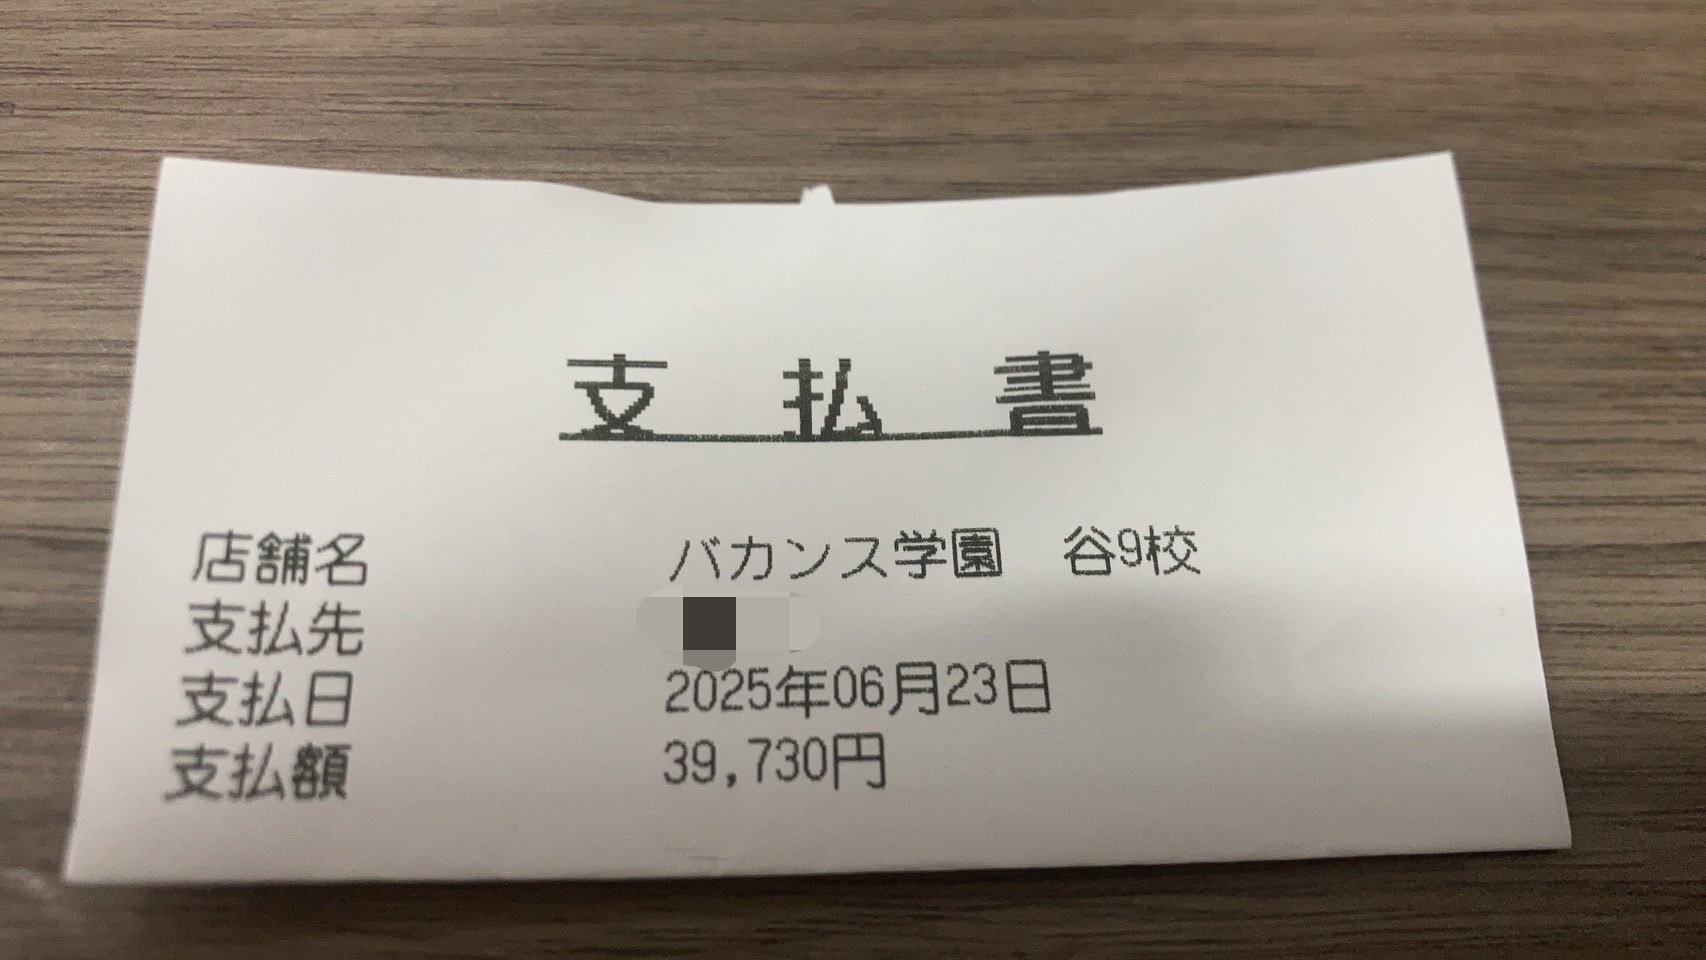 支払書
店舗名 バカンス学園 谷9校
支払先
支払日 2025年06月23日
支払額 39,730円